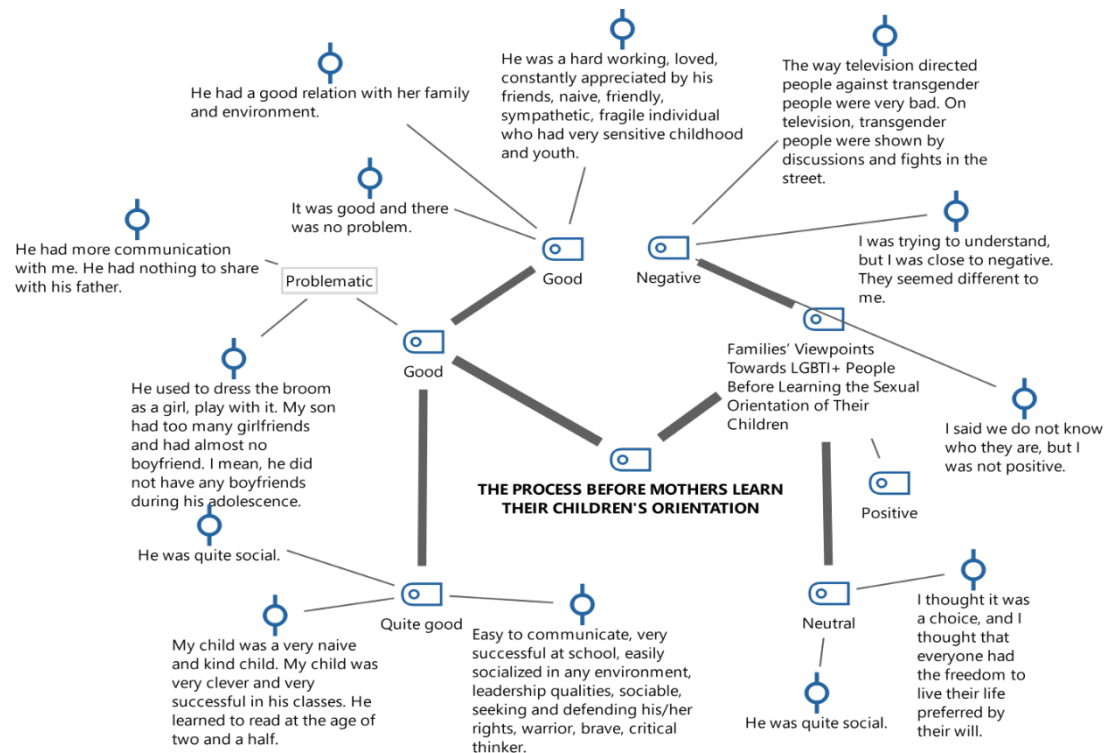 He had a good relation with her family
and environment.
He was a hard working, loved,
constantly appreciated by his
friends, naive, friendly,
sympathetic, fragile individual
who had very sensitive childhood
and youth.
The way television directed
people against transgender
people were very bad. On
television, transgender
people were shown by
discussions and fights in the
street.
It was good and there
was no problem.
He had more communication
with me. He had nothing to share
with his father.
Problematic
Good
Negative
I was trying to understand,
but I was close to negative.
They seemed different to
me.
Good
Families' Viewpoints
Towards LGBTI+ People
Before Learning the Sexual
Orientation of Their
Children
He used to dress the broom
as a girl, play with it. My son
had too many girlfriends
and had almost no
boyfriend. I mean, he did
not have any boyfriends
during his adolescence.
I said we do not know
who they are, but I
was not positive.
THE PROCESS BEFORE MOTHERS LEARN
THEIR CHILDREN'S ORIENTATION
Positive
He was quite social.
Quite good
Neutral
My child was a very naive
and kind child. My child was
very clever and very
successful in his classes. He
learned to read at the age of
two and a half.
Easy to communicate, very
successful at school, easily
socialized in any environment,
leadership qualities, sociable,
seeking and defending his/her
rights, warrior, brave, critical
thinker.
He was quite social.
I thought it was
a choice, and I
thought that
everyone had
the freedom to
live their life
preferred by
their will.